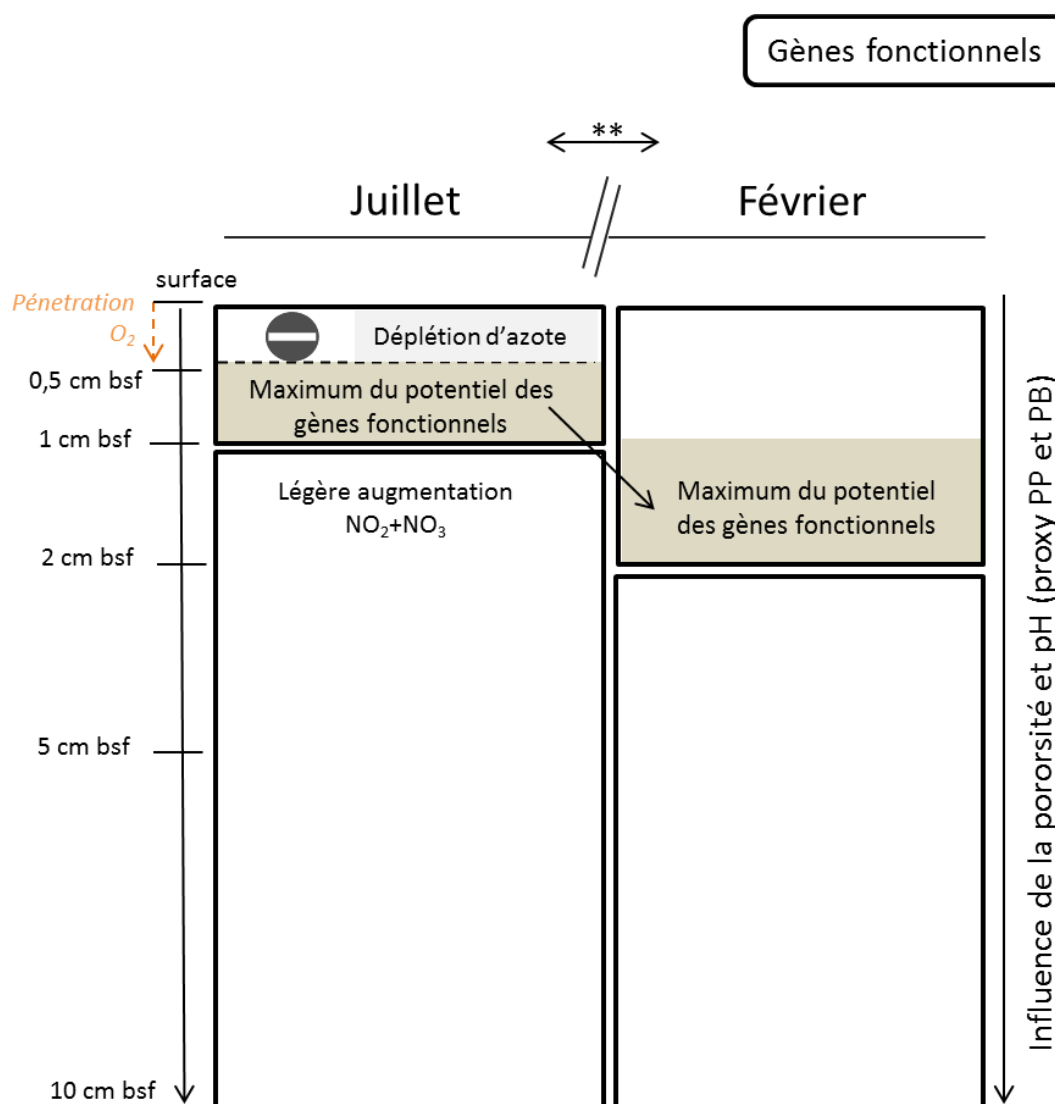 Gènes fonctionnels
**
Juillet
Février
surface
Pénetration
O₂
Déplétion d'azote
0,5 cm bsf
Maximum du potentiel des
gènes fonctionnels
1 cm bsf
Légère augmentation
NO₂+NO₃
Maximum du potentiel
des gènes fonctionnels
2 cm bsf
5 cm bsf
10 cm bsf
Influence de la pororsité et pH (proxy PP et PB)